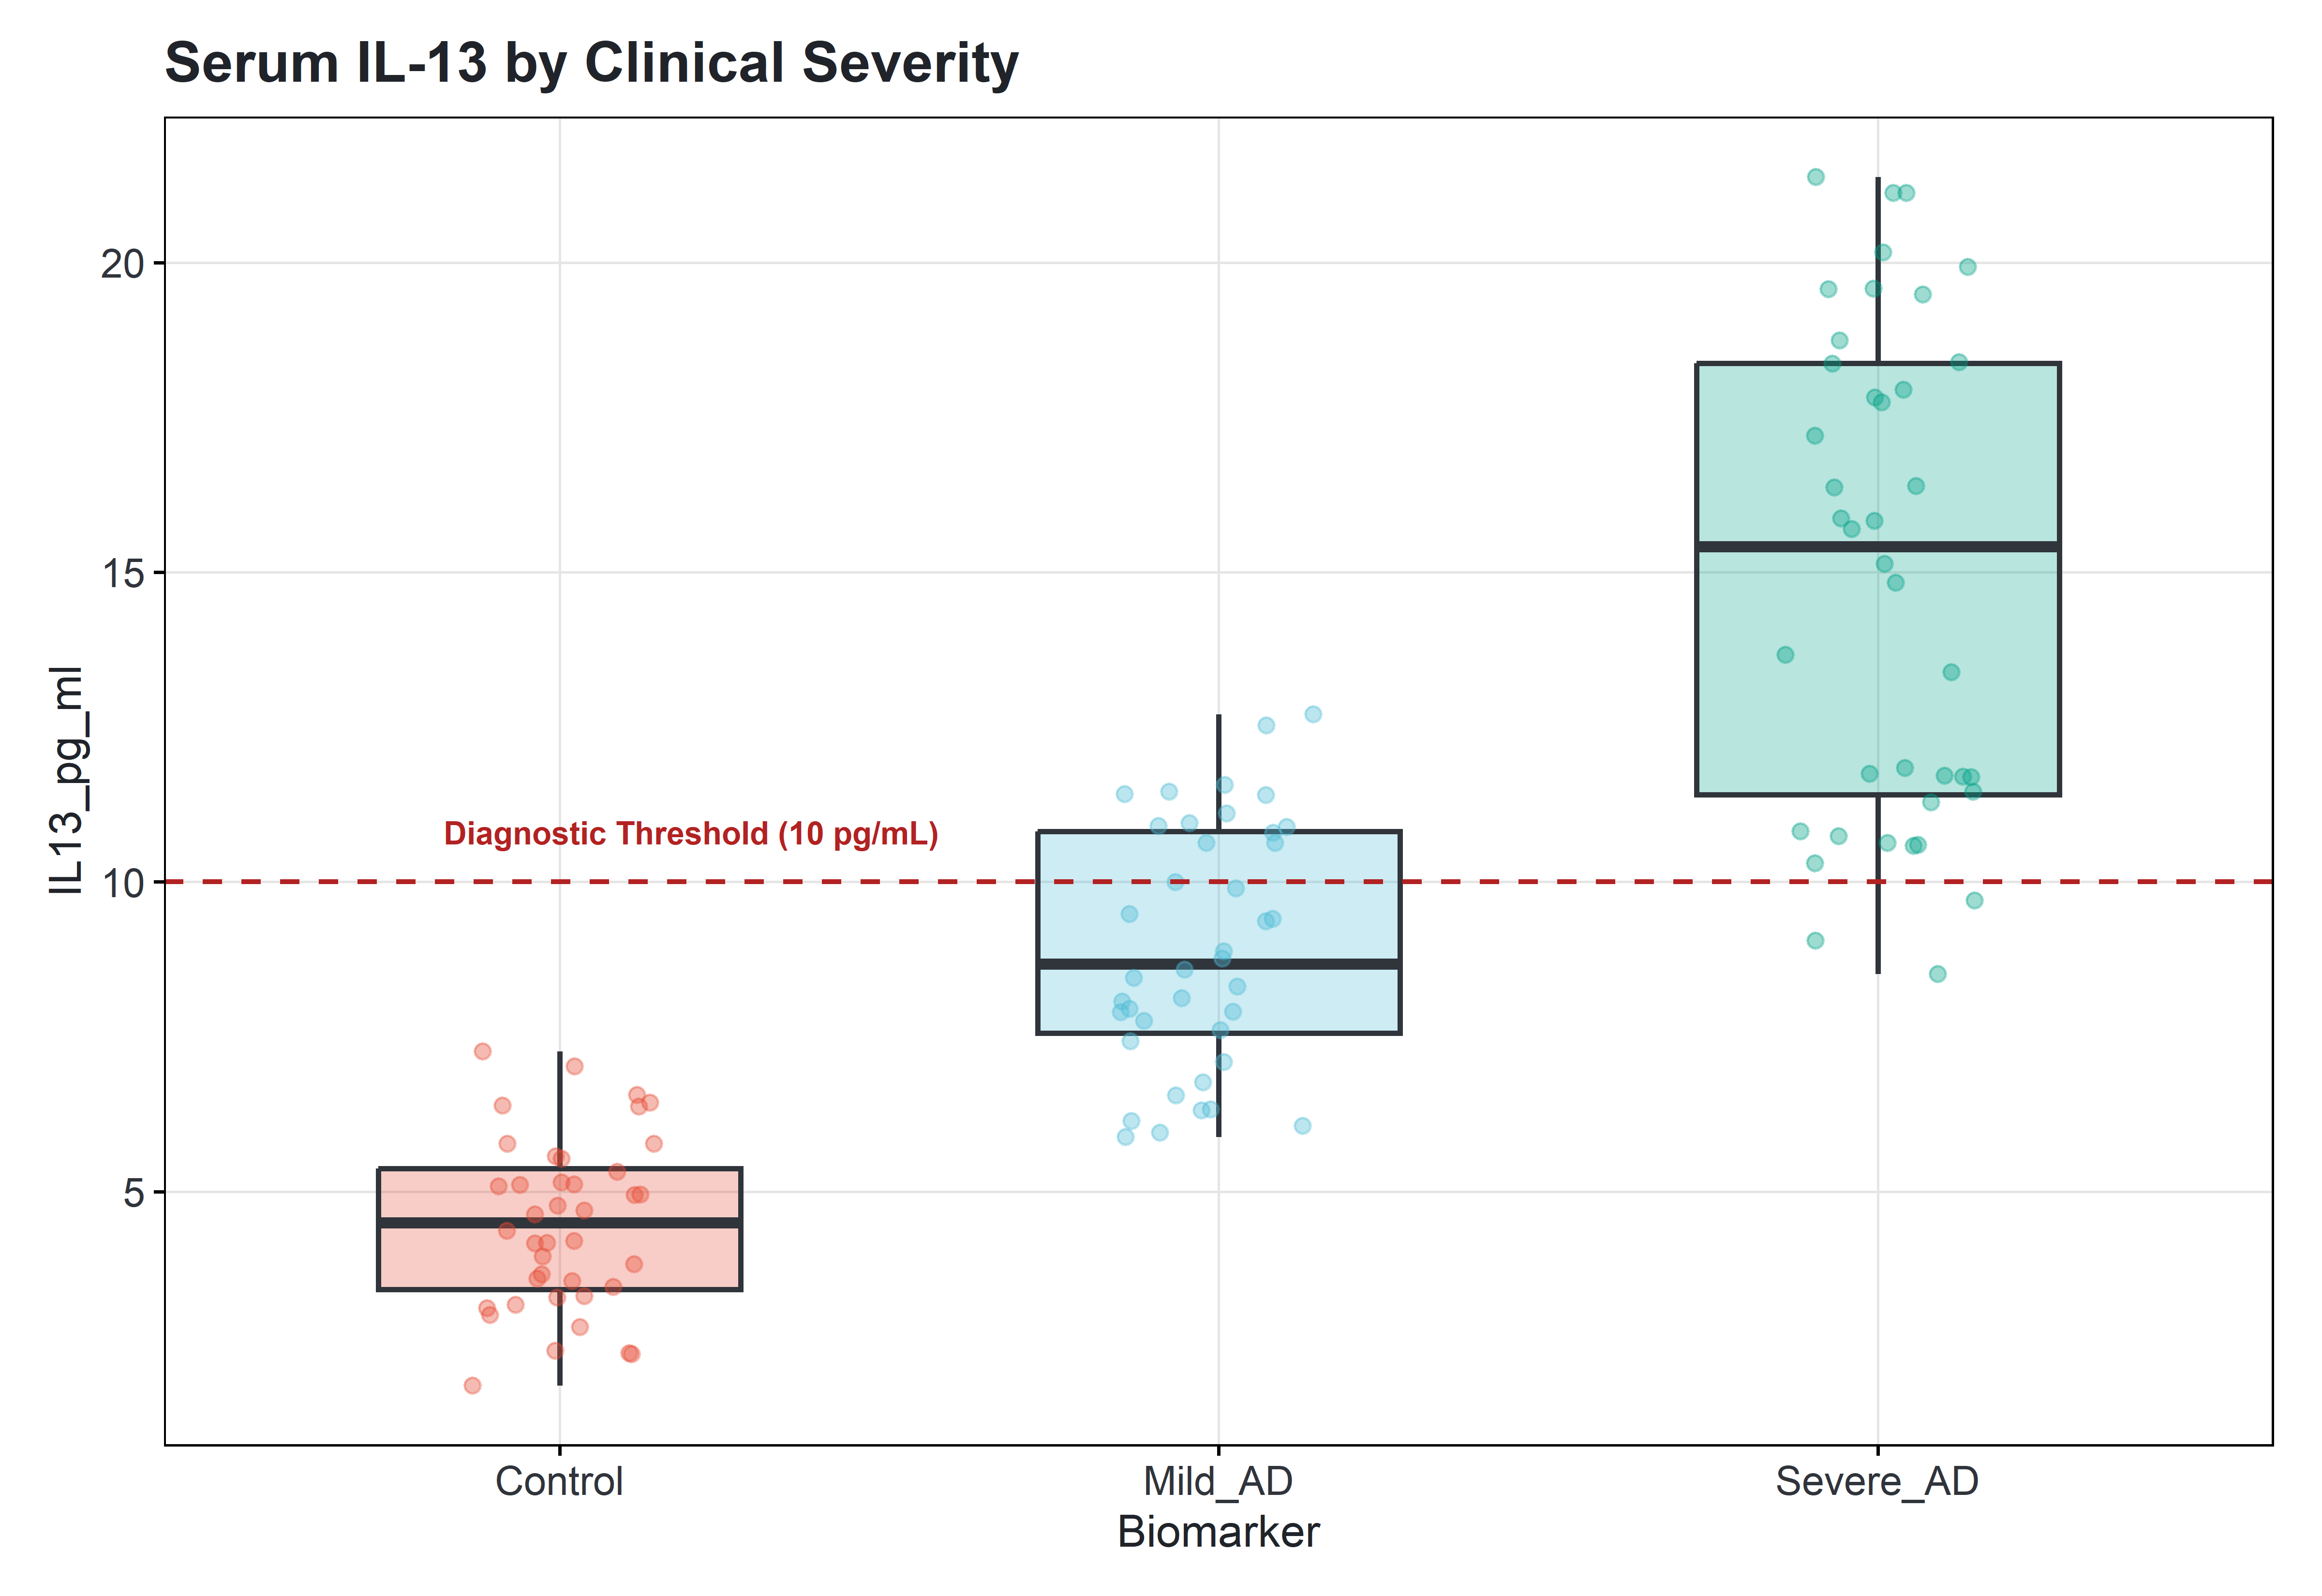 Serum IL-13 by Clinical Severity
IL13_pg_ml
20
15
10
5
Diagnostic Threshold (10 pg/mL)
Control
Mild_AD
Severe_AD
Biomarker